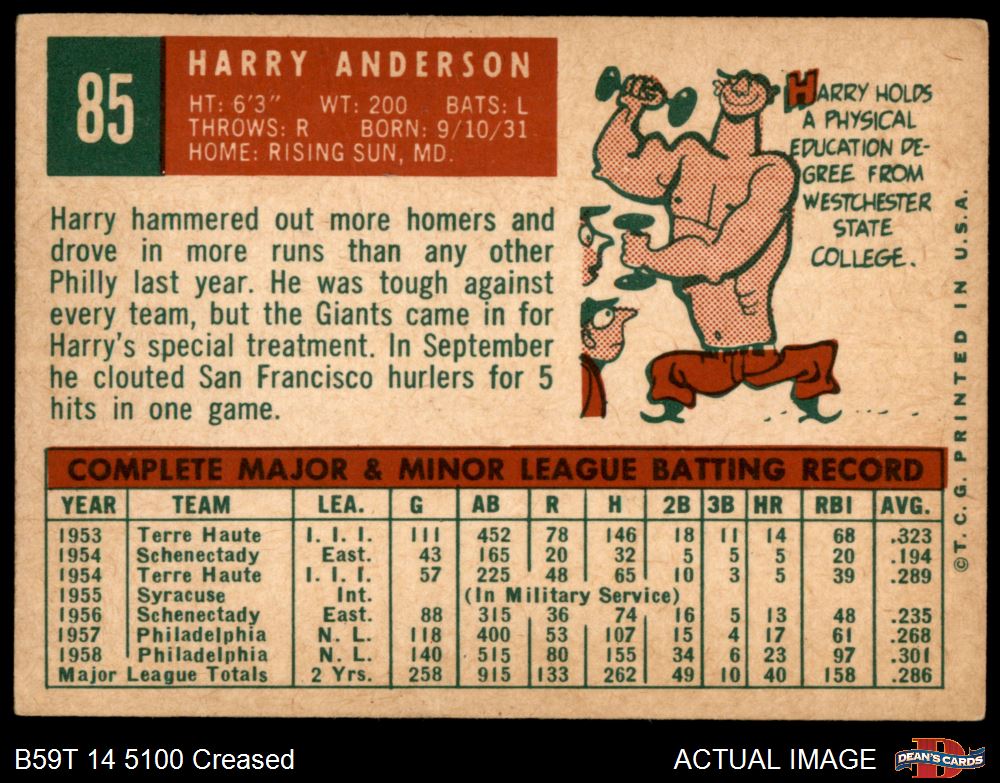 85
HARRY ANDERSON
HT: 6'3" WT: 200 BATS: L
THROWS: R BORN: 9/10/31
HOME: RISING SUN, MD.
HARRY HOLDS
A PHYSICAL
EDUCATION DE-
GREE FROM
WESTCHESTER
STATE
COLLEGE.
Harry hammered out more homers and
drove in more runs than any other
Philly last year. He was tough against
every team, but the Giants came in for
Harry's special treatment. In September
he clouted San Francisco hurlers for 5
hits in one game.
©T. C. G. PRINTED IN U. S. A.
COMPLETE MAJOR & MINOR LEAGUE BATTING RECORD
YEAR TEAM LEA. G AB R H 2B 3B HR RBI AVG.
1953 Terre Haute I. I. I. 111 452 78 146 18 11 14 68 .323
1954 Schenectady East. 43 165 20 32 5 5 5 20 .194
1954 Terre Haute I. I. I. 57 225 48 65 10 3 5 39 .289
1955 Syracuse Int. (In Military Service)
1956 Schenectady East. 88 315 36 74 16 5 13 48 .235
1957 Philadelphia N. L. 118 400 53 107 15 4 17 61 .268
1958 Philadelphia N. L. 140 515 80 155 34 6 23 97 .301
Major League Totals 2 Yrs. 258 915 133 262 49 10 40 158 .286
B59T 14 5100 Creased
ACTUAL IMAGE
D
DEAN'S CARDS